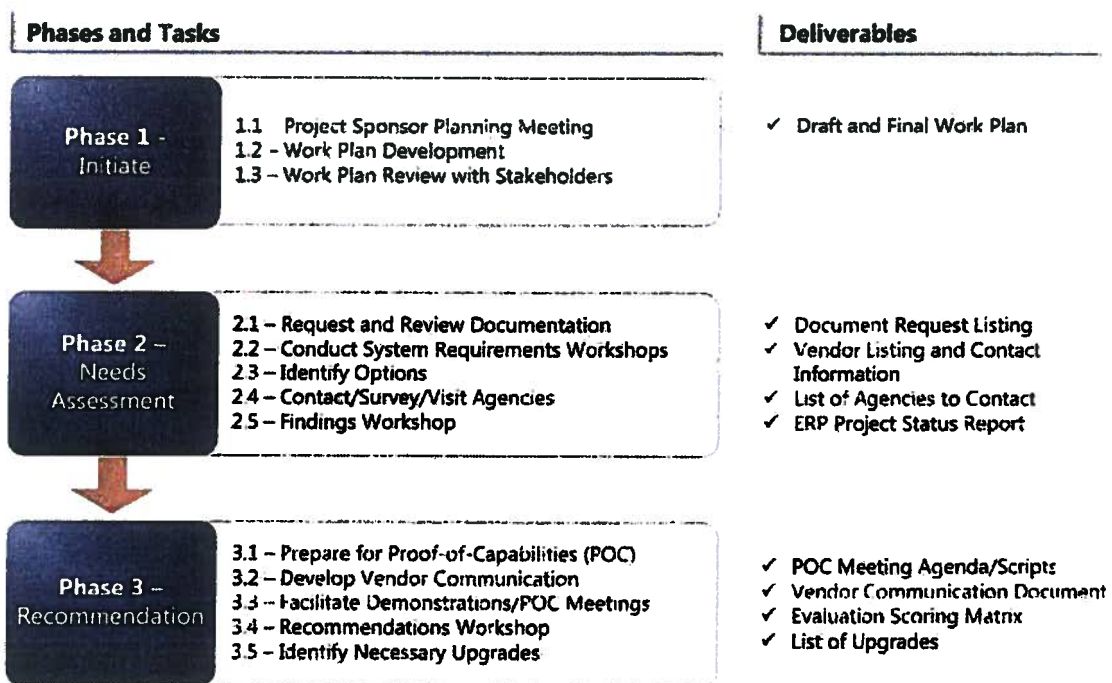 Phases and Tasks
Deliverables
Phase 1 -
Initiate
1.1 Project Sponsor Planning Meeting
1.2 – Work Plan Development
1.3 – Work Plan Review with Stakeholders
✓ Draft and Final Work Plan
Phase 2 –
Needs
Assessment
2.1 – Request and Review Documentation
2.2 – Conduct System Requirements Workshops
2.3 – Identify Options
2.4 – Contact/Survey/Visit Agencies
2.5 – Findings Workshop
✓ Document Request Listing
✓ Vendor Listing and Contact
Information
✓ List of Agencies to Contact
✓ ERP Project Status Report
Phase 3 –
Recommendation
3.1 – Prepare for Proof-of-Capabilities (POC)
3.2 – Develop Vendor Communication
3.3 – Facilitate Demonstrations/POC Meetings
3.4 – Recommendations Workshop
3.5 – Identify Necessary Upgrades
✓ POC Meeting Agenda/Scripts
✓ Vendor Communication Document
✓ Evaluation Scoring Matrix
✓ List of Upgrades